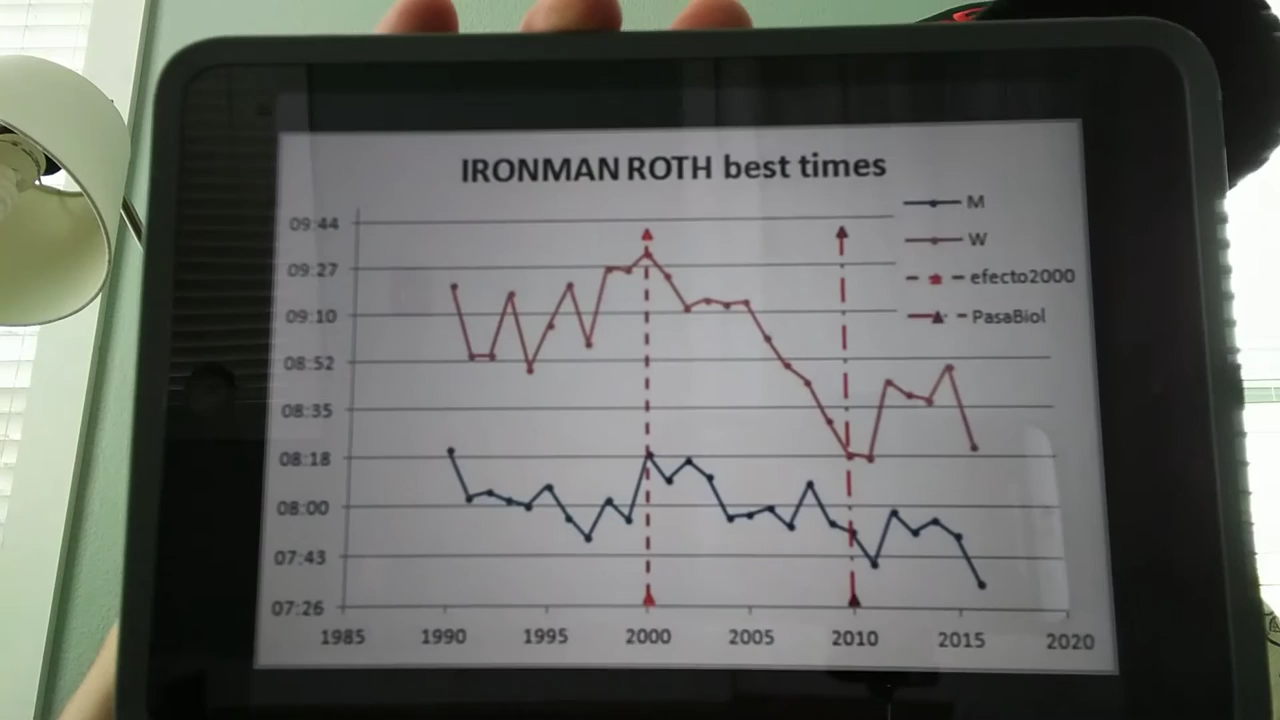 IRONMAN ROTH best times
M
W
efecto2000
PasaBiol
09:44
09:27
09:10
08:52
08:35
08:18
08:00
07:43
07:26
1985 1990 1995 2000 2005 2010 2015 2020